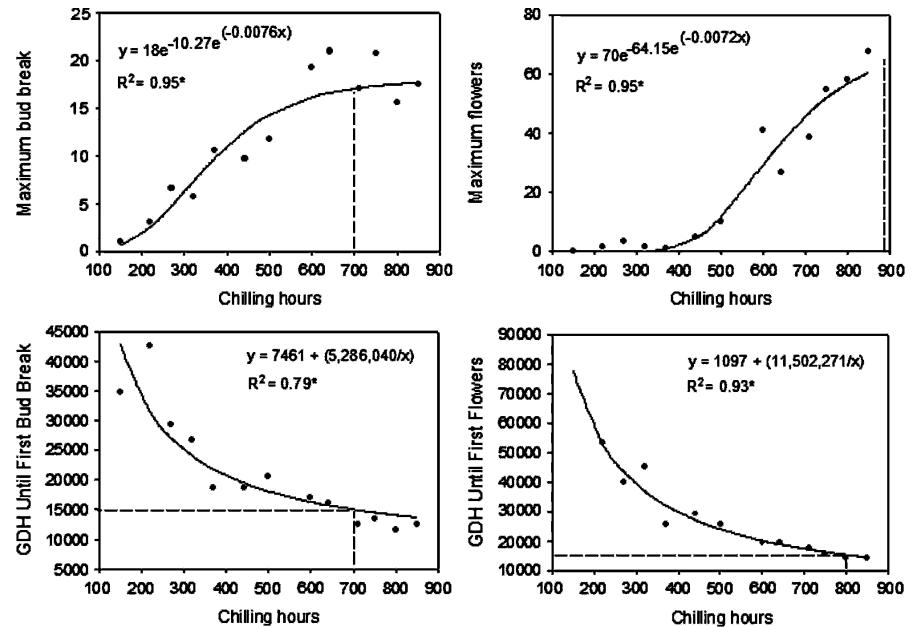 y = 18e^-10.27e^(-0.0076x)
R² = 0.95*
Maximum bud break
25
20
15
10
5
0
100 200 300 400 500 600 700 800 900
Chilling hours
y = 70e^-64.15e^(-0.0072x)
R² = 0.95*
Maximum flowers
80
60
40
20
0
100 200 300 400 500 600 700 800 900
Chilling hours
y = 7461 + (5,286,040/x)
R² = 0.79*
GDH Until First Bud Break
45000
40000
35000
30000
25000
20000
15000
10000
5000
100 200 300 400 500 600 700 800 900
Chilling hours
y = 1097 + (11,502,271/x)
R² = 0.93*
GDH Until First Flowers
90000
80000
70000
60000
50000
40000
30000
20000
10000
100 200 300 400 500 600 700 800 900
Chilling hours